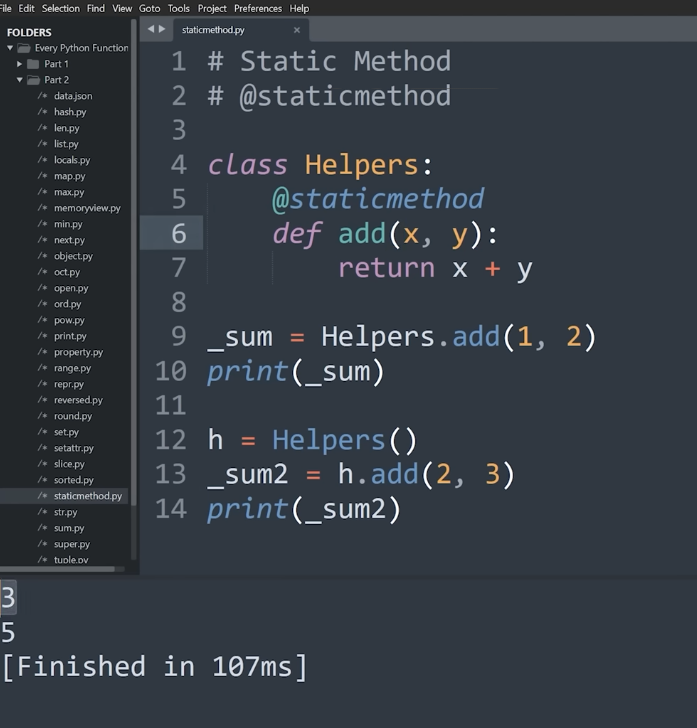 File Edit Selection Find View Goto Tools Project Preferences Help
FOLDERS
Every Python Function
Part 1
Part 2
/* data.json
/* hash.py
/* len.py
/* list.py
/* locals.py
/* map.py
/* max.py
/* memoryview.py
/* min.py
/* next.py
/* object.py
/* oct.py
/* open.py
/* ord.py
/* pow.py
/* print.py
/* property.py
/* range.py
/* repr.py
/* reversed.py
/* round.py
/* set.py
/* setattr.py
/* slice.py
/* sorted.py
/* staticmethod.py
/* str.py
/* sum.py
/* super.py
/* tuple.py
staticmethod.py ×
1 # Static Method
2 # @staticmethod
3
4 class Helpers:
5 @staticmethod
6 def add(x, y):
7 return x + y
8
9 _sum = Helpers.add(1, 2)
10 print(_sum)
11
12 h = Helpers()
13 _sum2 = h.add(2, 3)
14 print(_sum2)
3
5
[Finished in 107ms]